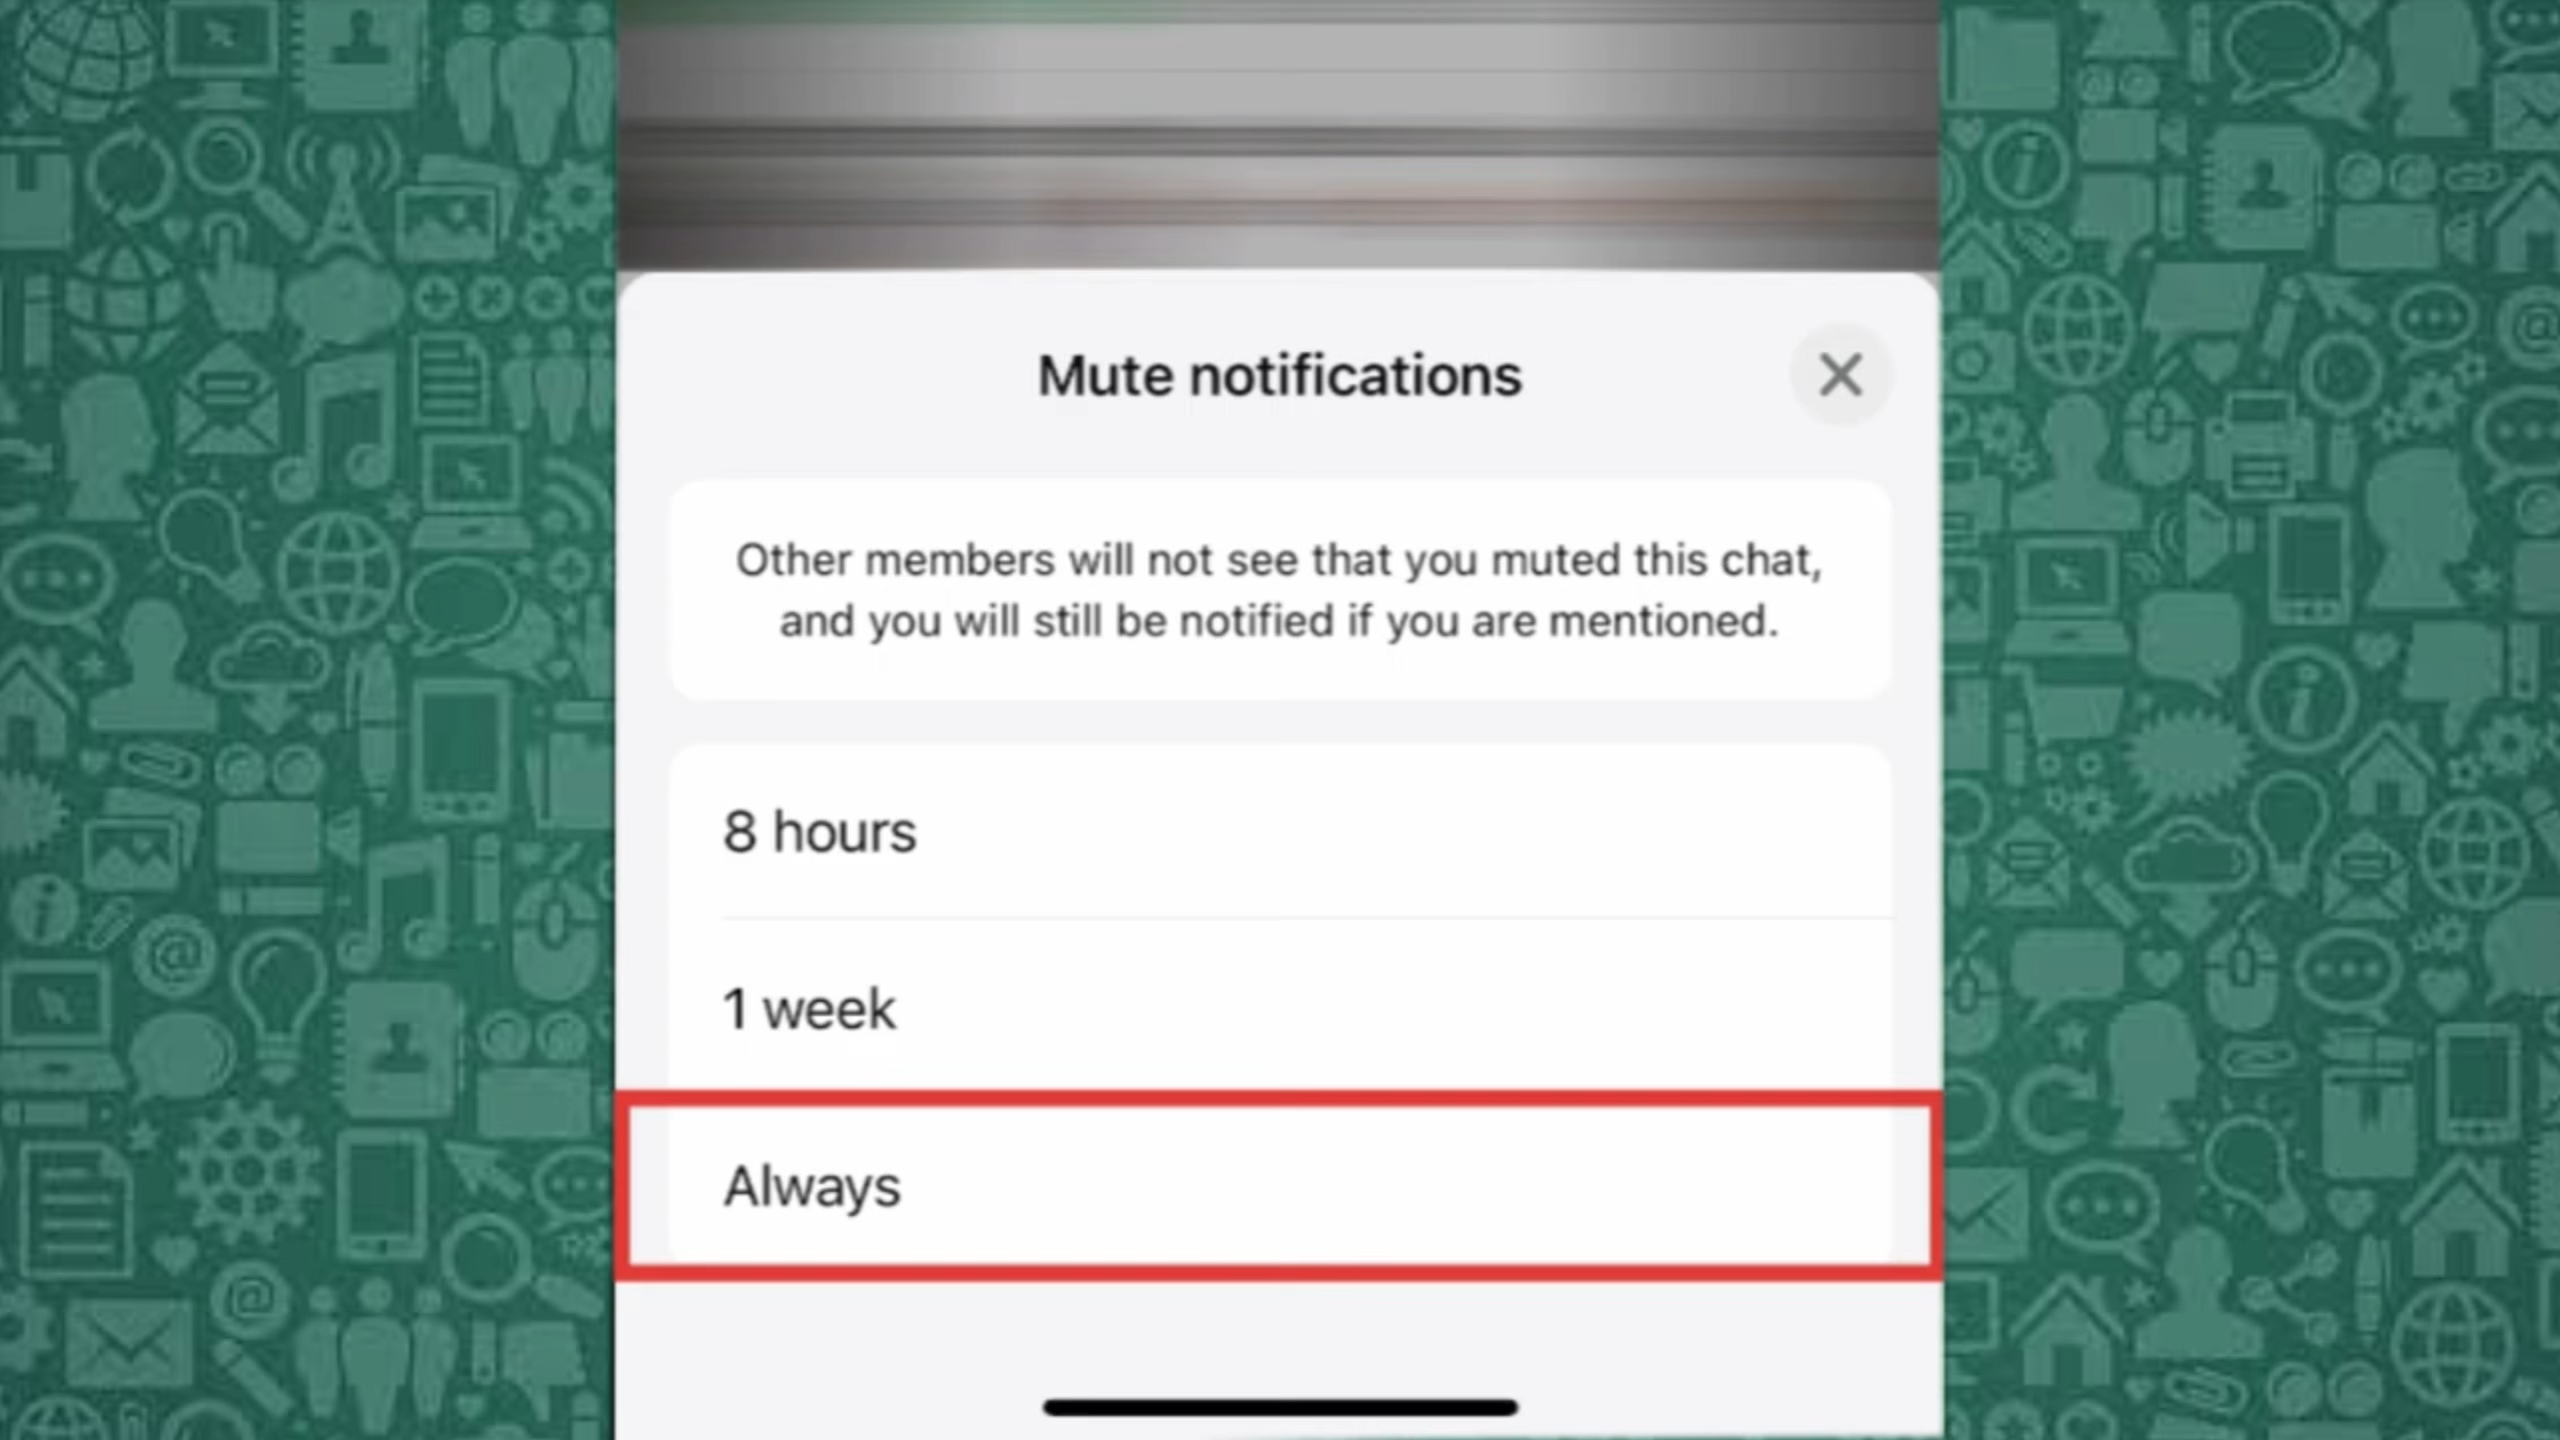 Mute notifications
Other members will not see that you muted this chat,
and you will still be notified if you are mentioned.
8 hours
1 week
Always